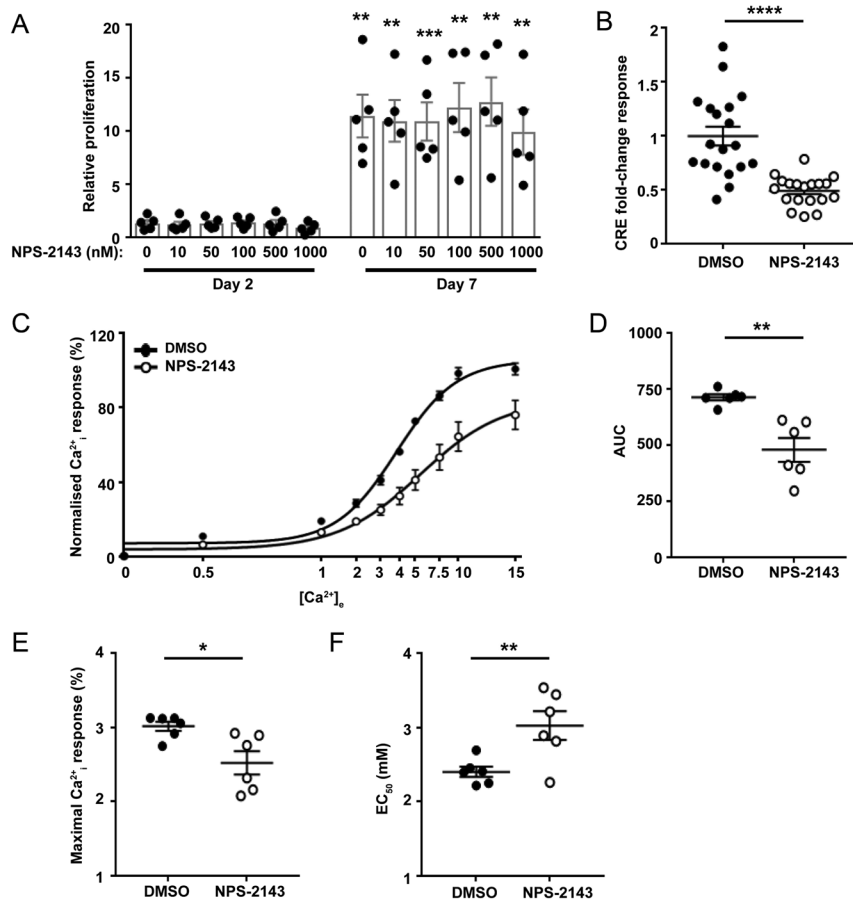 A
Relative proliferation
20
15
10
5
0
** ** *** ** ** **
NPS-2143 (nM): 0 10 50 100 500 1000 0 10 50 100 500 1000
Day 2 Day 7
B
****
CRE fold-change response
2
1.5
1
0.5
0
DMSO NPS-2143
C
Normalised Ca²⁺ᵢ response (%)
120
80
40
0
DMSO
NPS-2143
0 0.5 1 2 3 4 5 7.5 10 15
[Ca²⁺]ₑ
D
**
AUC
1000
750
500
250
0
DMSO NPS-2143
E
*
Maximal Ca²⁺ᵢ response (%)
4
3
2
1
DMSO NPS-2143
F
**
EC₅₀ (mM)
4
3
2
1
DMSO NPS-2143